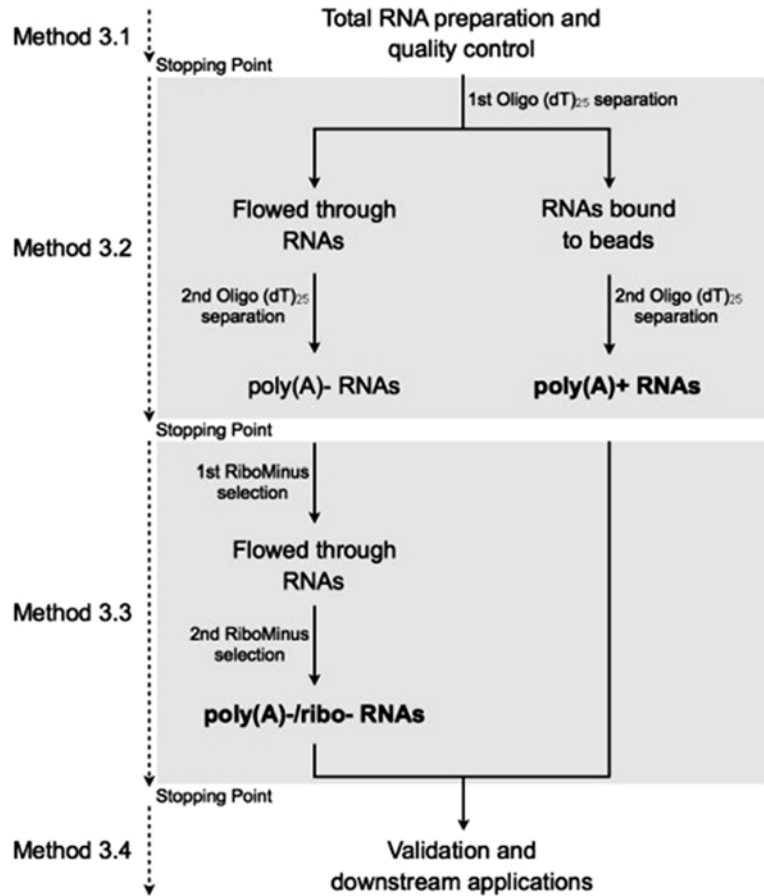 Method 3.1
Total RNA preparation and
quality control
Stopping Point
1st Oligo (dT)₂₅ separation
Method 3.2
Flowed through
RNAs
RNAs bound
to beads
2nd Oligo (dT)₂₅
separation
2nd Oligo (dT)₂₅
separation
poly(A)- RNAs
poly(A)+ RNAs
Stopping Point
1st RiboMinus
selection
Flowed through
RNAs
Method 3.3
2nd RiboMinus
selection
poly(A)-/ribo- RNAs
Stopping Point
Method 3.4
Validation and
downstream applications